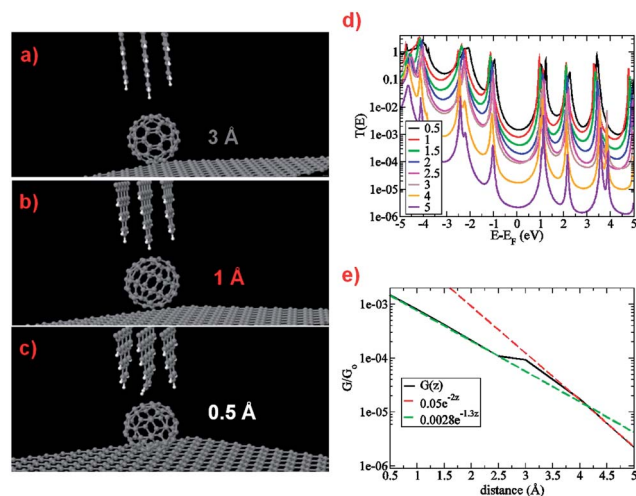 a)
3 Å
b)
1 Å
c)
0.5 Å
d)
T(E)
1
0.1
1e-02
1e-03
1e-04
1e-05
1e-06
0.5
1
1.5
2
2.5
3
4
5
-5 -4 -3 -2 -1 0 1 2 3 4 5
E-E_F (eV)
e)
G/G_o
1e-03
1e-04
1e-05
1e-06
G(z)
0.05e^-2z
0.0028e^-1.3z
0.5 1 1.5 2 2.5 3 3.5 4 4.5 5
distance (Å)